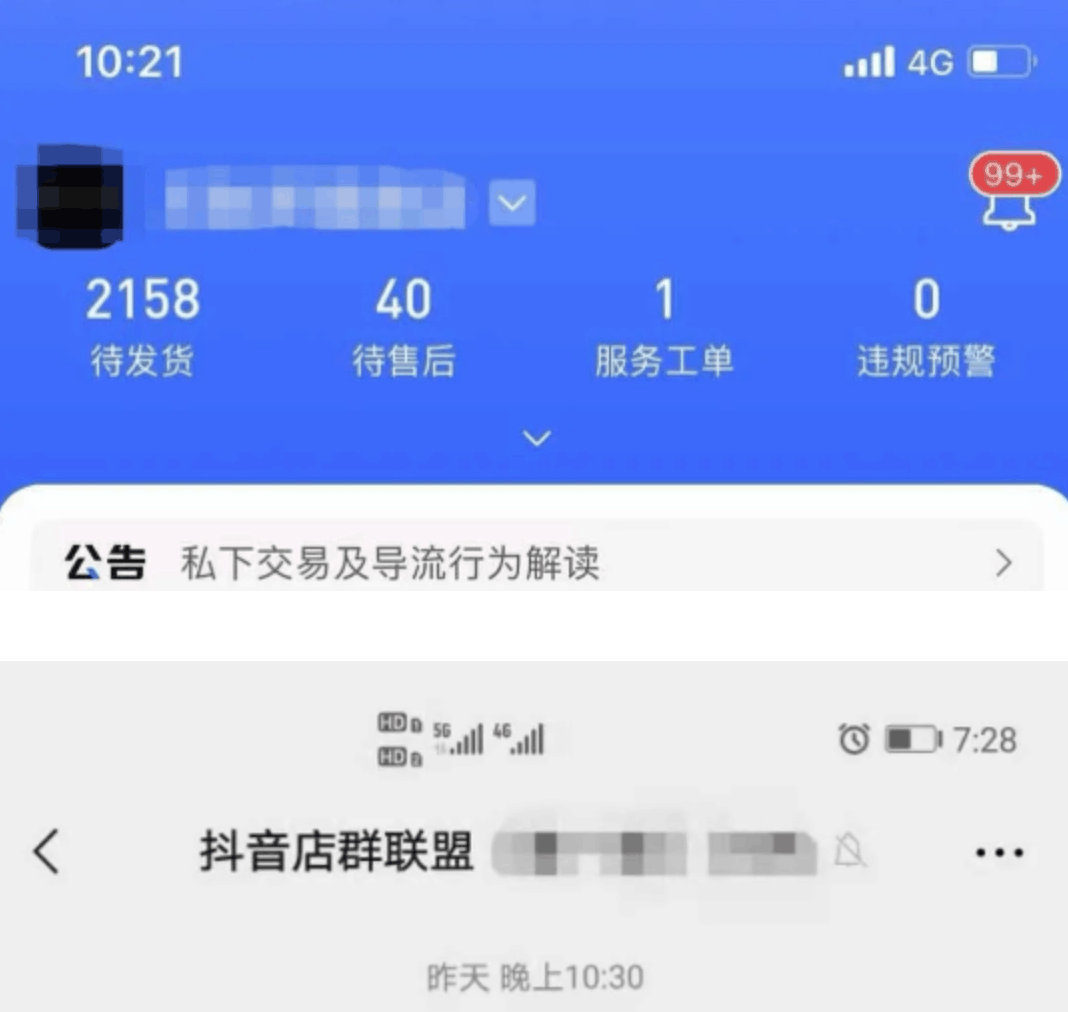 10:21 4G
99+
2158 40 1 0
待发货 待售后 服务工单 违规预警
公告 私下交易及导流行为解读
HD 1 5G 4G 7:28
HD 2
抖音店群联盟
昨天 晚上10:30